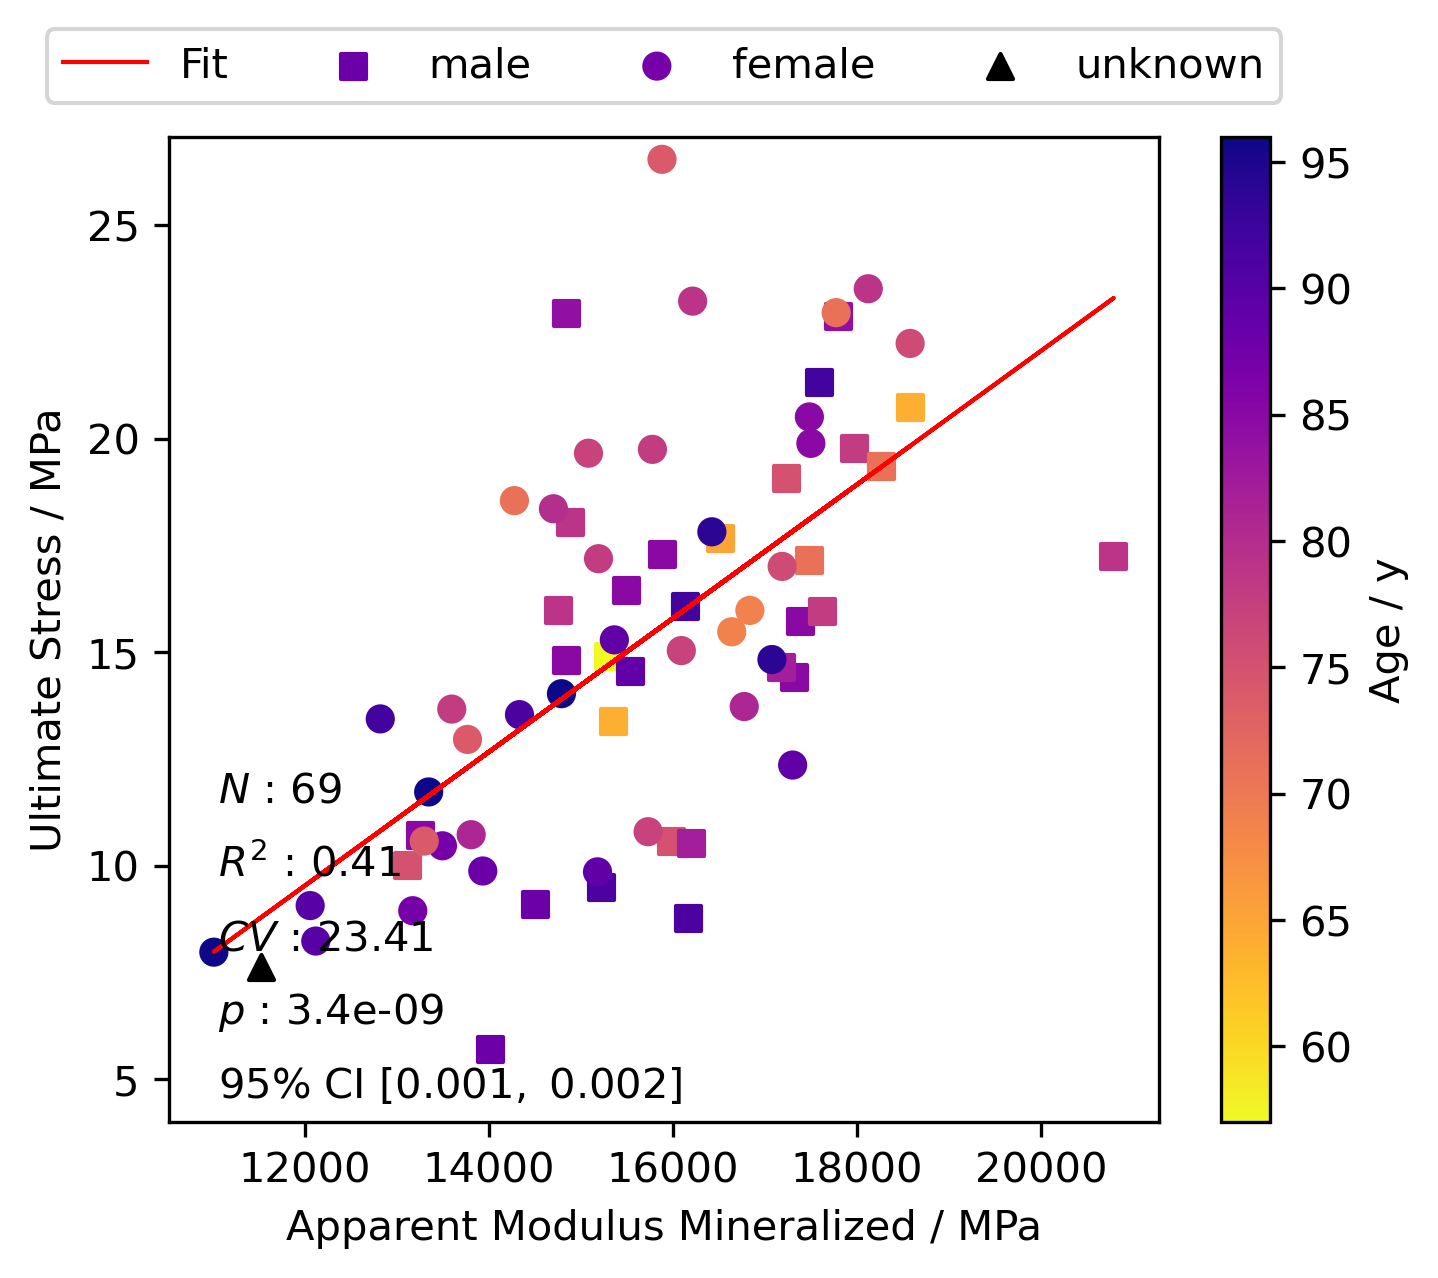 Fit male female unknown
25
20
15
10
5
Ultimate Stress / MPa
N : 69
R² : 0.41
CV : 23.41
p : 3.4e-09
95% CI [0.001, 0.002]
12000 14000 16000 18000 20000
Apparent Modulus Mineralized / MPa
95
90
85
80
75
70
65
60
Age / y